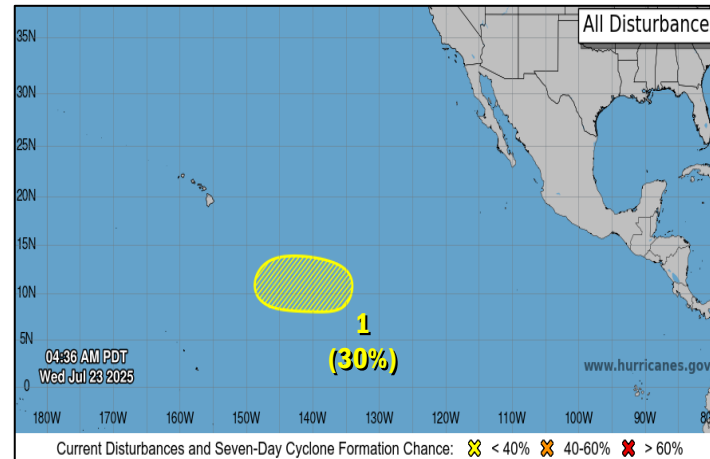 All Disturbance
35N
30N
25N
20N
15N
10N
5N
0
1
(30%)
04:36 AM PDT
Wed Jul 23 2025
www.hurricanes.gov
180W 170W 160W 150W 140W 130W 120W 110W 100W 90W 80
Current Disturbances and Seven-Day Cyclone Formation Chance: < 40% 40-60% > 60%